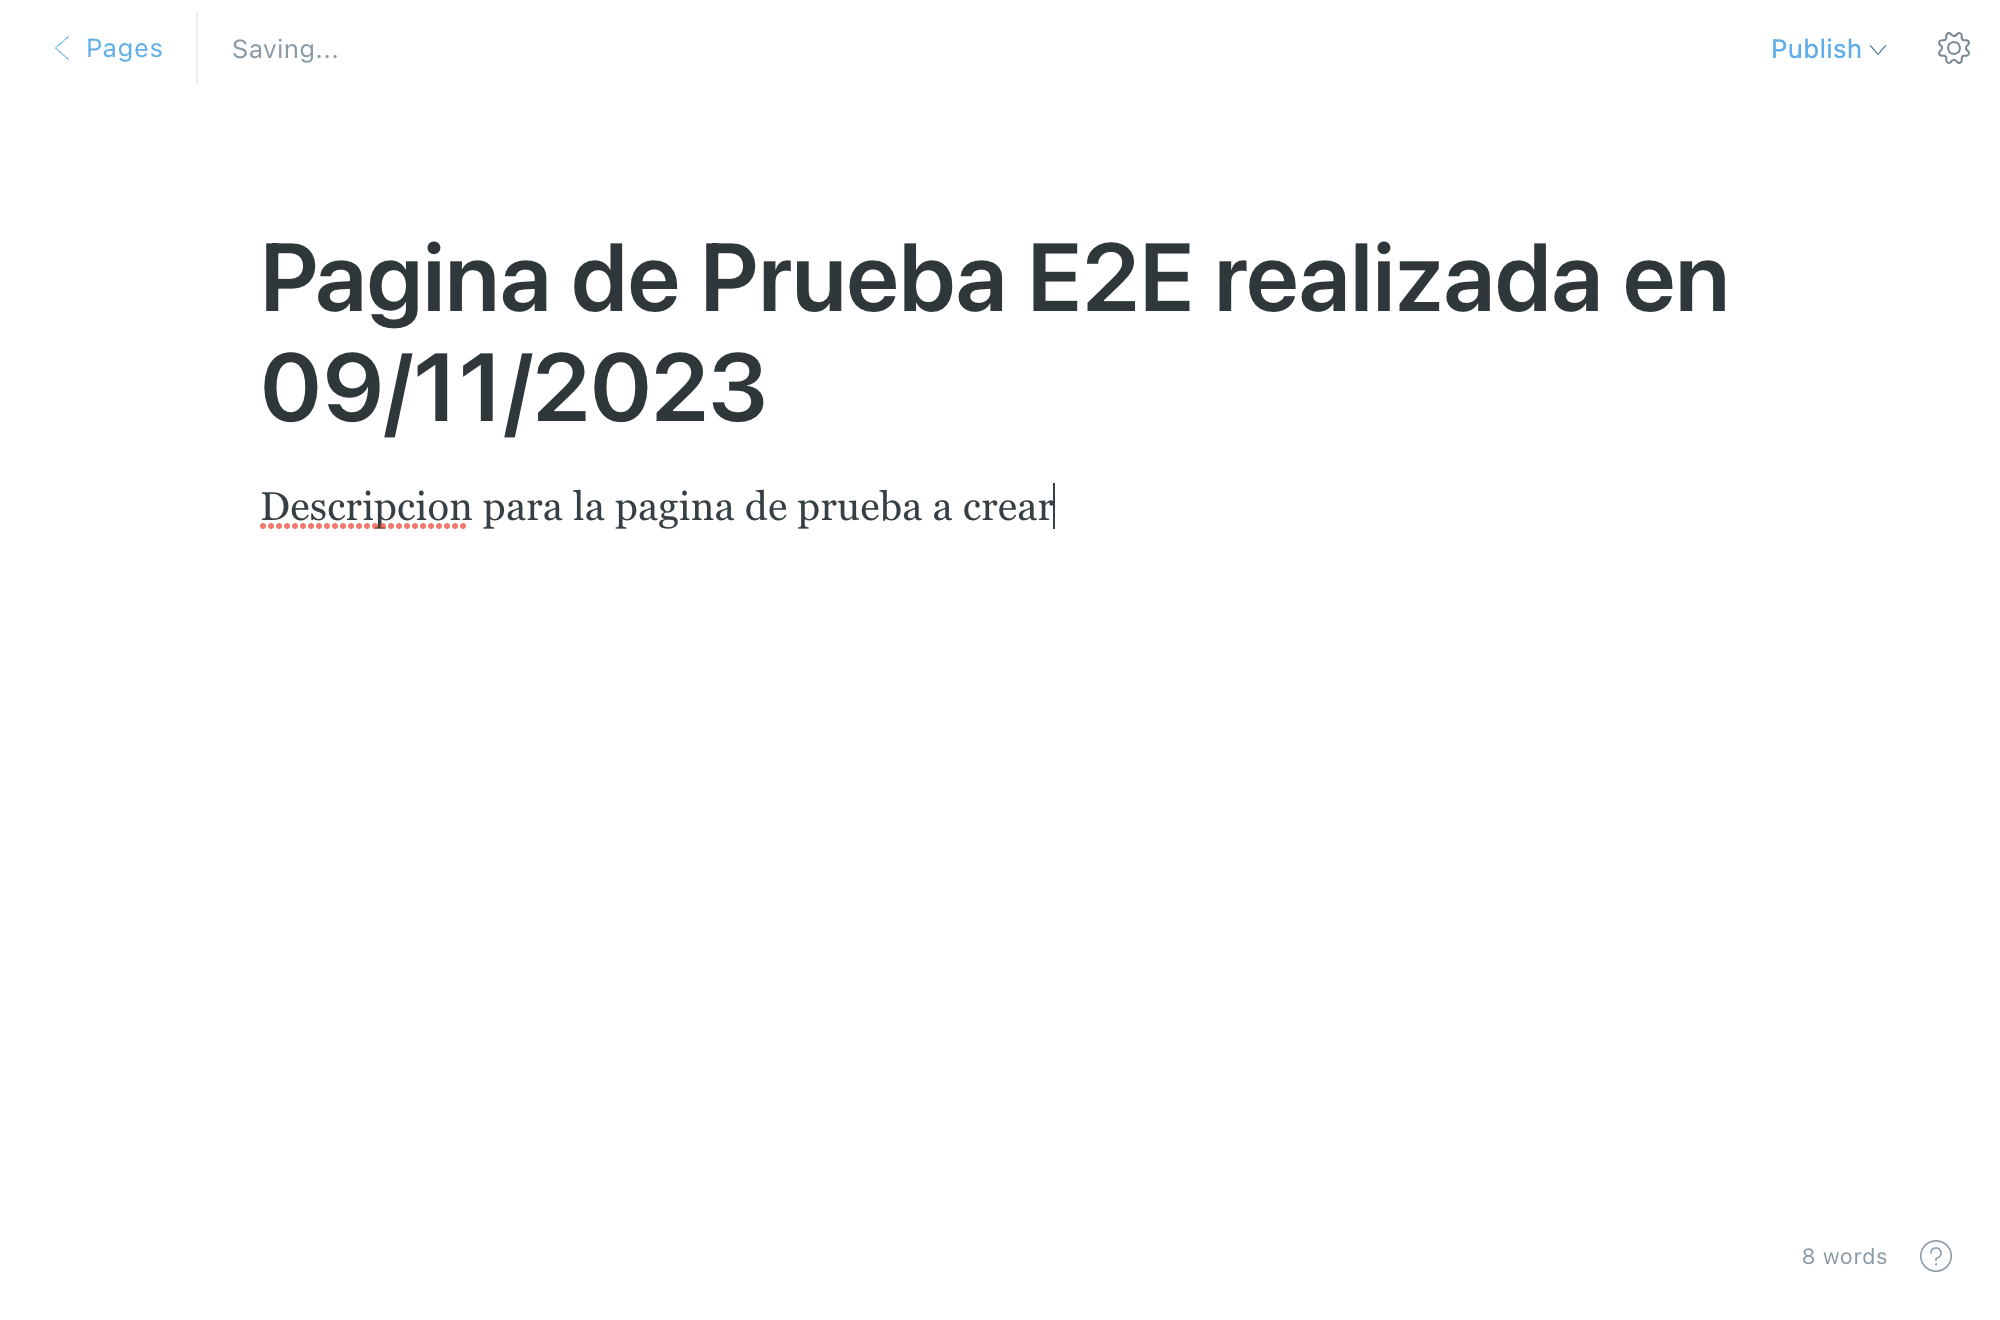 Pages
Saving...
Publish
Pagina de Prueba E2E realizada en
09/11/2023
Descripcion para la pagina de prueba a crear
8 words
?